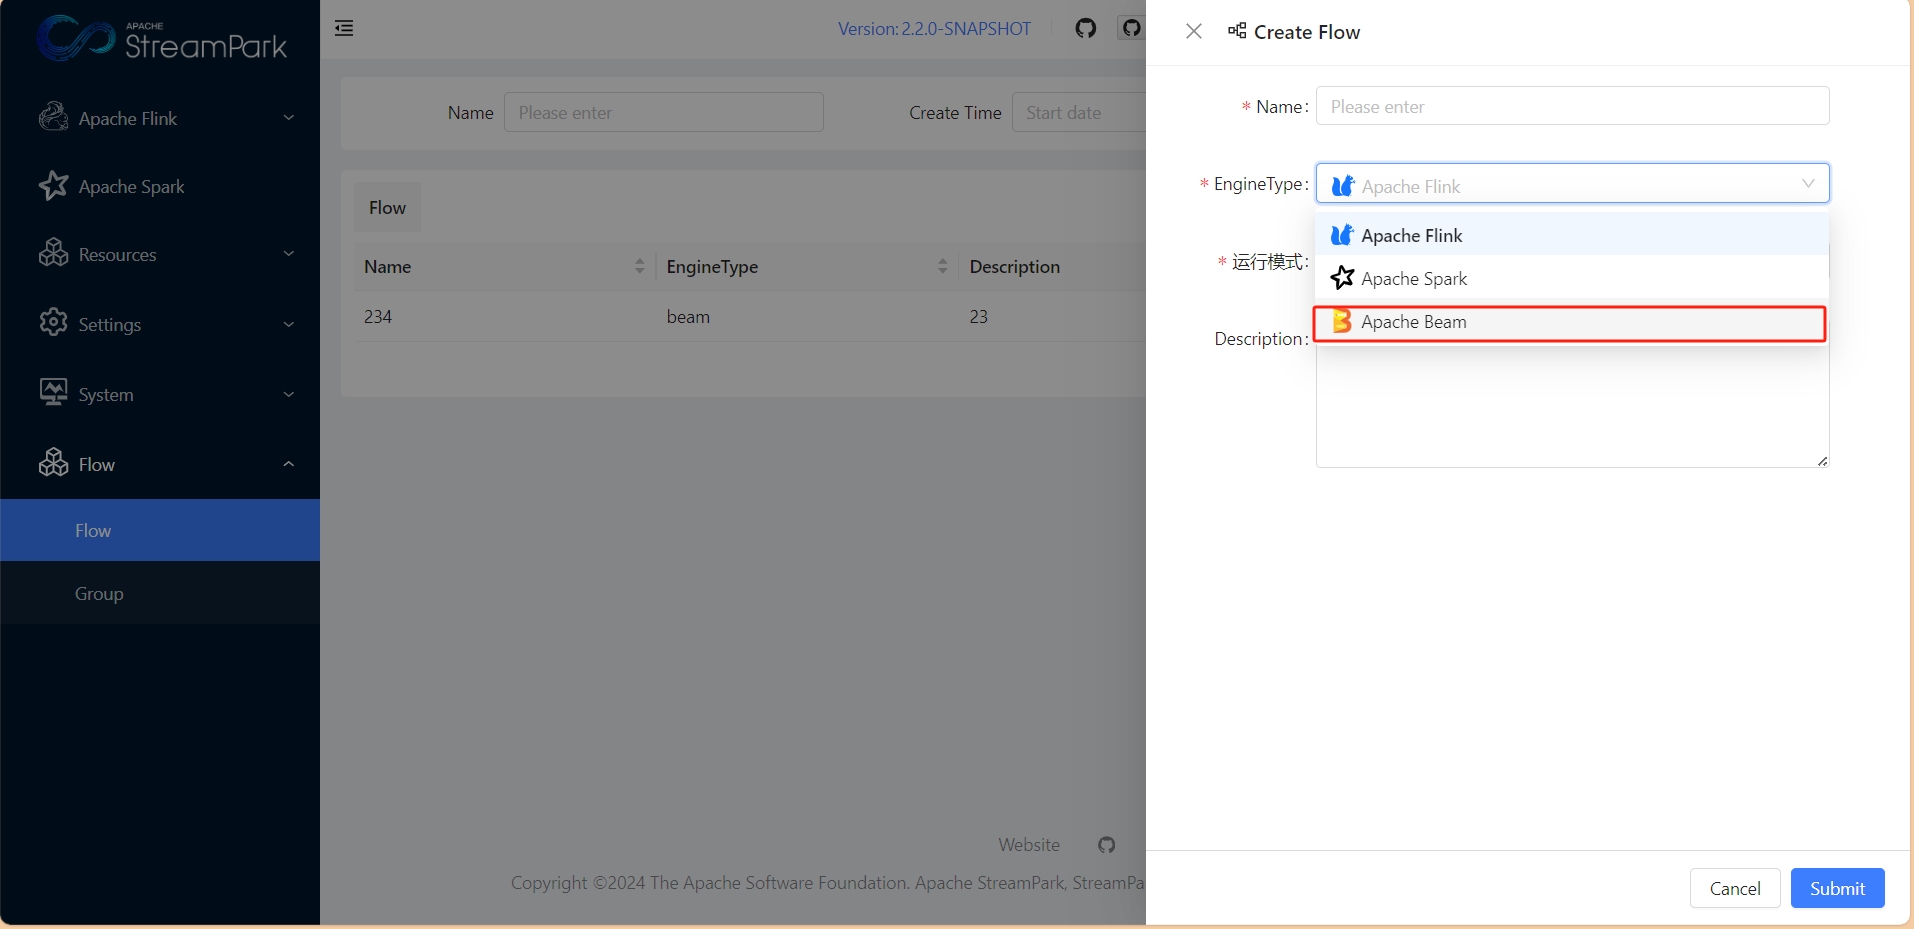 APACHE
StreamPark
Apache Flink
Apache Spark
Resources
Settings
System
Flow
Flow
Group
Version: 2.2.0-SNAPSHOT
Name
Please enter
Create Time
Start date
Flow
Name
EngineType
Description
234
beam
23
Website
Copyright ©2024 The Apache Software Foundation. Apache StreamPark, StreamPa
Create Flow
* Name:
Please enter
* EngineType:
Apache Flink
Apache Flink
Apache Spark
Apache Beam
* 运行模式:
Description:
Cancel
Submit